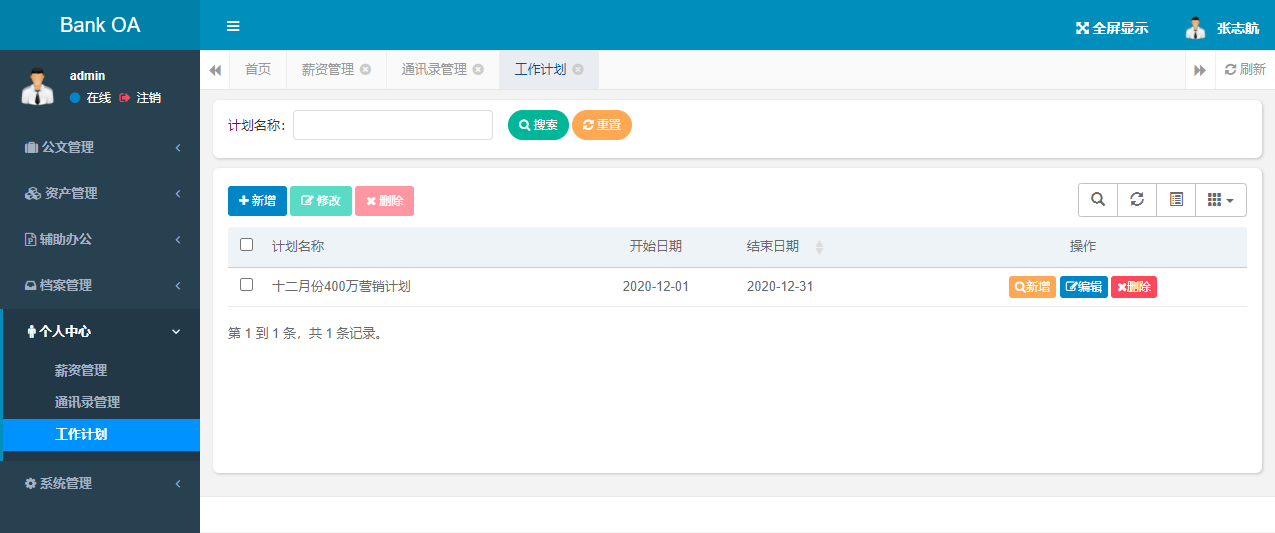 Bank OA
全屏显示
张志航
admin
在线 注销
首页 薪资管理 通讯录管理 工作计划 刷新
公文管理
资产管理
辅助办公
档案管理
个人中心
薪资管理
通讯录管理
工作计划
系统管理
计划名称： 搜索 重置
新增 修改 删除
计划名称 开始日期 结束日期 操作
十二月份400万营销计划 2020-12-01 2020-12-31 新增 编辑 删除
第 1 到 1 条，共 1 条记录。